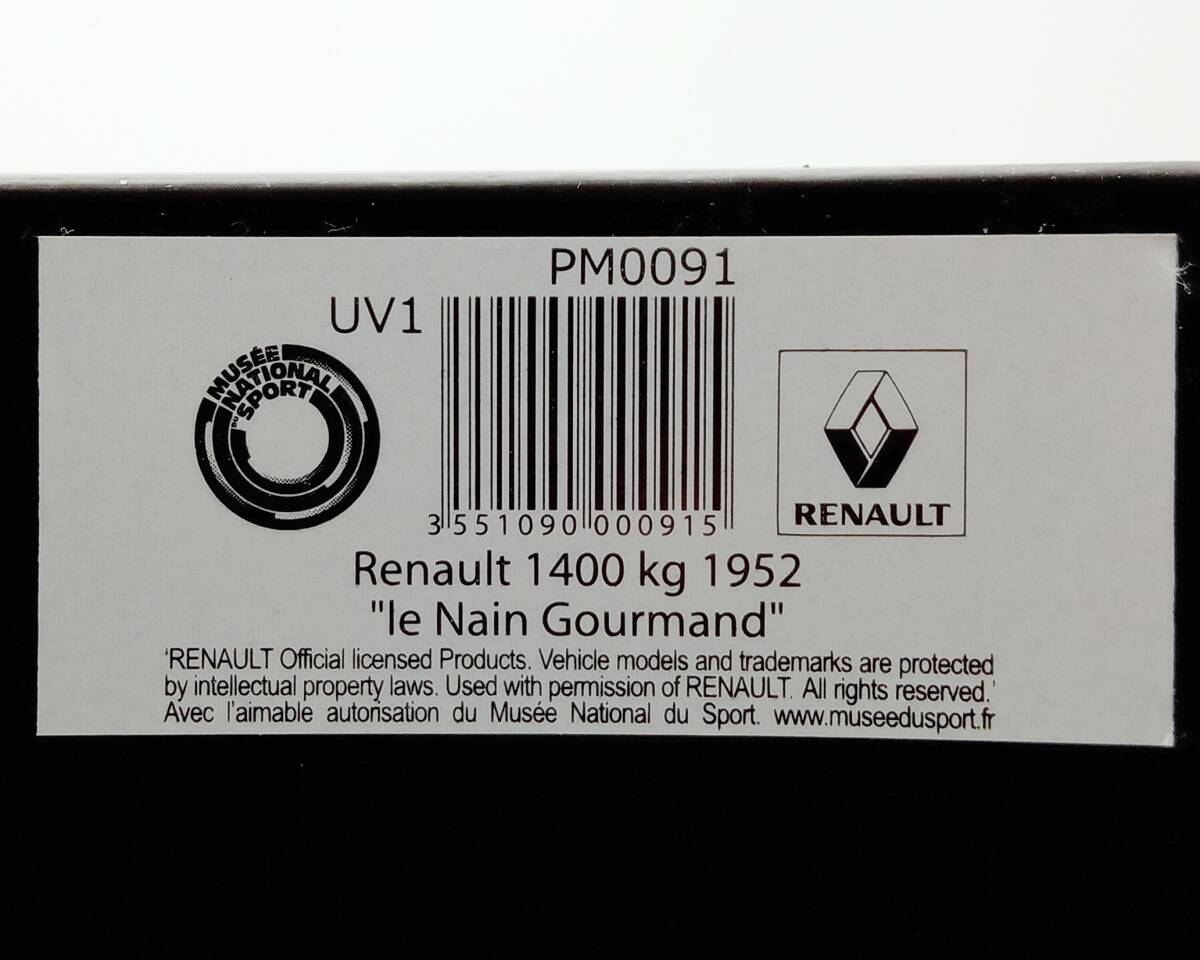 PM0091
UV1
MUSÉE
NATIONAL
DU SPORT
3 551090 000915
RENAULT
Renault 1400 kg 1952
"le Nain Gourmand"
'RENAULT Official licensed Products. Vehicle models and trademarks are protected
by intellectual property laws. Used with permission of RENAULT. All rights reserved.'
Avec l'aimable autorisation du Musée National du Sport. www.museedusport.fr